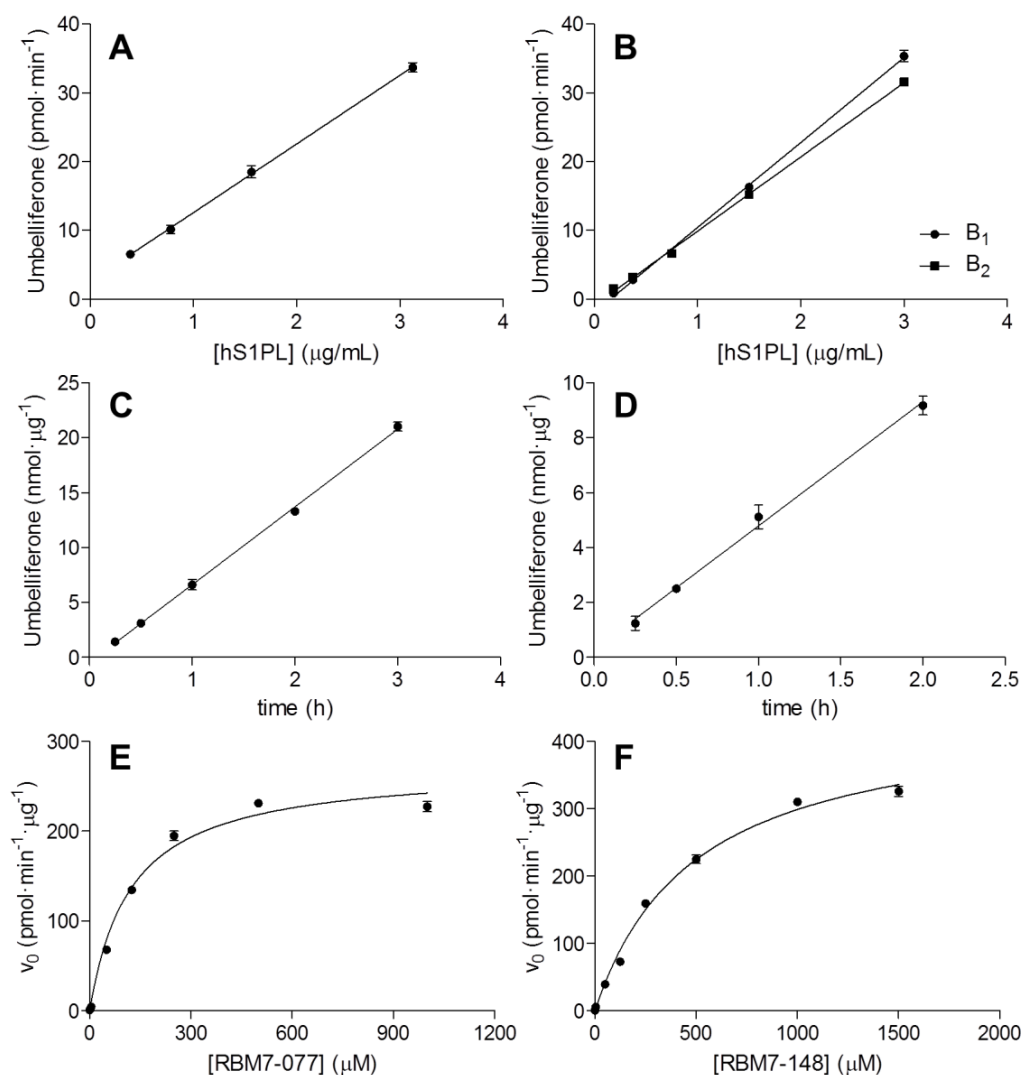 A
Umbelliferone (pmol·min⁻¹)
40
30
20
10
0
0 1 2 3 4
[hS1PL] (μg/mL)
B
Umbelliferone (pmol·min⁻¹)
40
30
20
10
0
B₁
B₂
0 1 2 3 4
[hS1PL] (μg/mL)
C
Umbelliferone (nmol·μg⁻¹)
25
20
15
10
5
0
0 1 2 3 4
time (h)
D
Umbelliferone (nmol·μg⁻¹)
10
8
6
4
2
0
0.0 0.5 1.0 1.5 2.0 2.5
time (h)
E
v₀ (pmol·min⁻¹·μg⁻¹)
300
200
100
0
0 300 600 900 1200
[RBM7-077] (μM)
F
v₀ (pmol·min⁻¹·μg⁻¹)
400
300
200
100
0
0 500 1000 1500 2000
[RBM7-148] (μM)